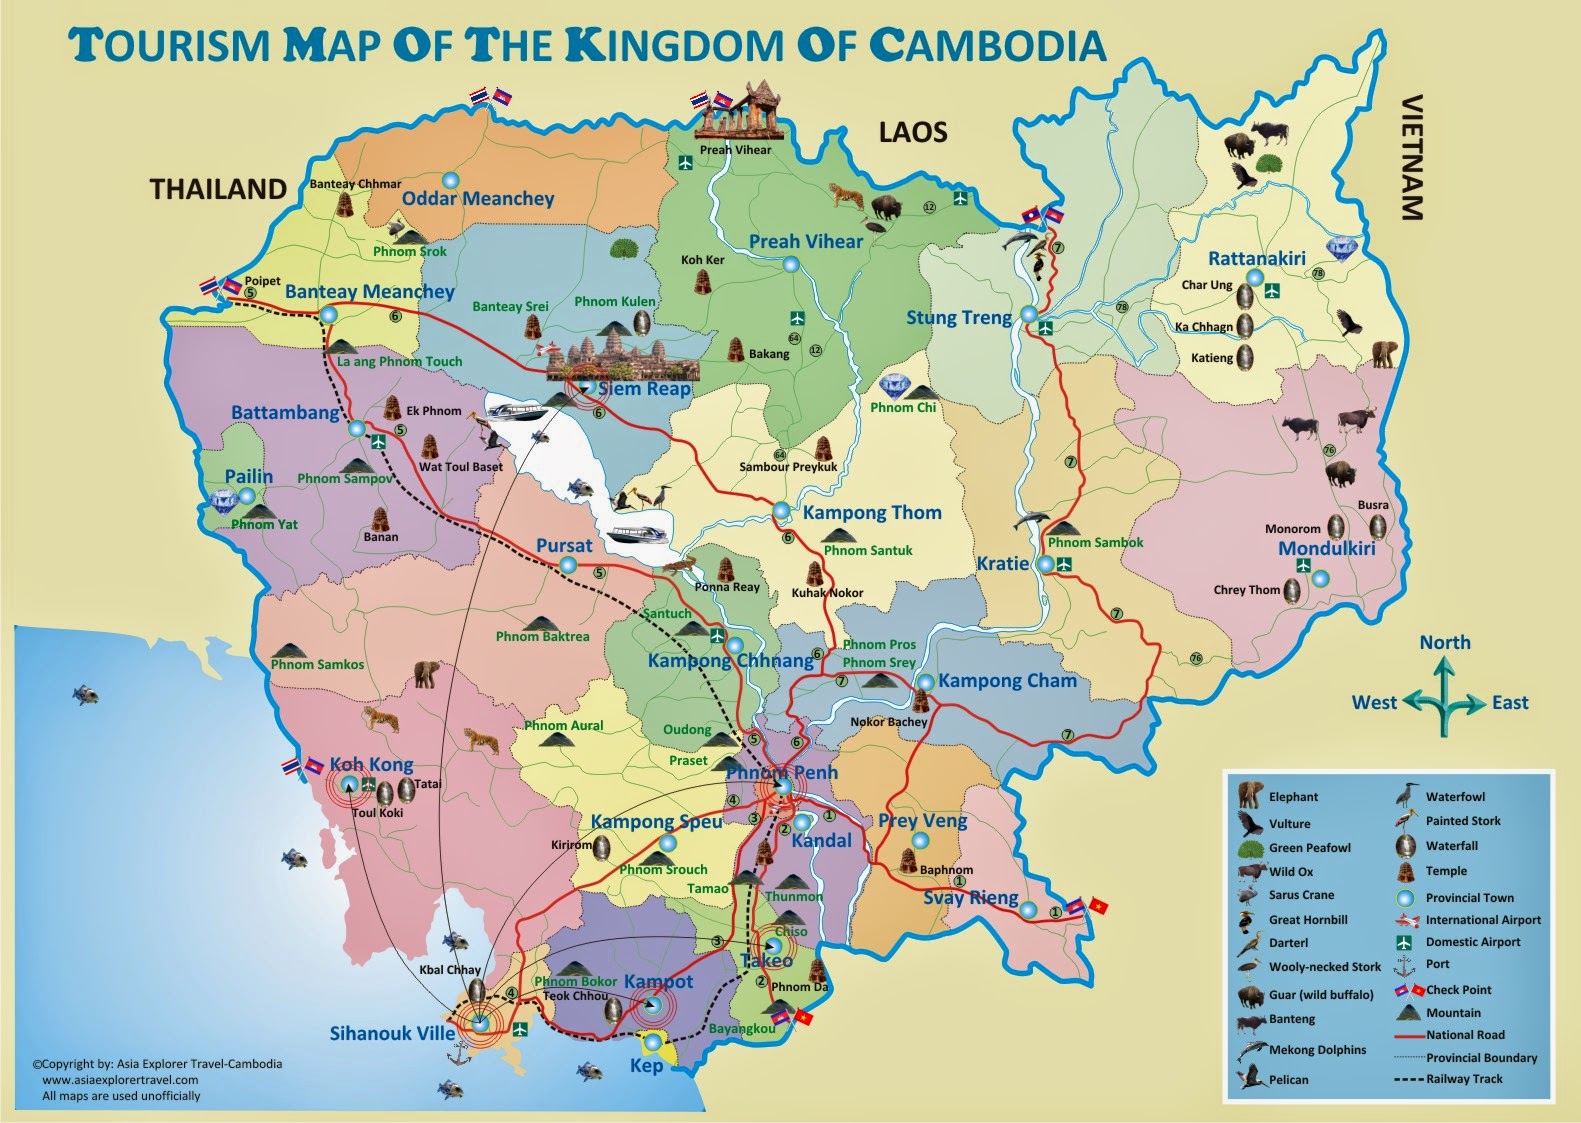 TOURISM MAP OF THE KINGDOM OF CAMBODIA
LAOS
VIETNAM
THAILAND
Preah Vihear
Banteay Chhmar
Oddar Meanchey
Phnom Srok
12
Preah Vihear
Koh Ker
7
Rattanakiri
78
Char Ung
Poipet
5
Banteay Meanchey
6
Banteay Srei
Phnom Kulen
Stung Treng
78
Ka Chhagn
Katieng
64
12
Bakang
La ang Phnom Touch
Siem Reap
6
Phnom Chi
Battambang
Ek Phnom
5
Wat Toul Baset
Sambour Preykuk
64
7
76
Pailin
Phnom Sampov
Phnom Yat
Banan
Kampong Thom
6
Phnom Santuk
Busra
Monorom
Mondulkiri
Phnom Sambok
Kratie
Chrey Thom
Pursat
5
Ponna Reay
Kuhak Nokor
Santuch
7
Phnom Baktrea
Phnom Samkos
Kampong Chhnang
6
Phnom Pros
Phnom Srey
7
76
Kampong Cham
Nokor Bachey
7
North
West
East
Phnom Aural
Oudong
5
6
Praset
Phnom Penh
Koh Kong
Tatai
Toul Koki
4
3
2
1
Kampong Speu
Kirirom
Kandal
Prey Veng
Phnom Srouch
Baphnom
1
Tamao
Thunmon
Svay Rieng
1
Chiso
3
Takeo
Kbal Chhay
Phnom Bokor
Kampot
Teok Chhou
4
2
Phnom Da
Bayangkou
Sihanouk Ville
Kep
Elephant
Vulture
Green Peafowl
Wild Ox
Sarus Crane
Great Hornbill
Darterl
Wooly-necked Stork
Guar (wild buffalo)
Banteng
Mekong Dolphins
Pelican
Waterfowl
Painted Stork
Waterfall
Temple
Provincial Town
International Airport
Domestic Airport
Port
Check Point
Mountain
National Road
Provincial Boundary
Railway Track
©Copyright by: Asia Explorer Travel-Cambodia
www.asiaexplorertravel.com
All maps are used unofficially